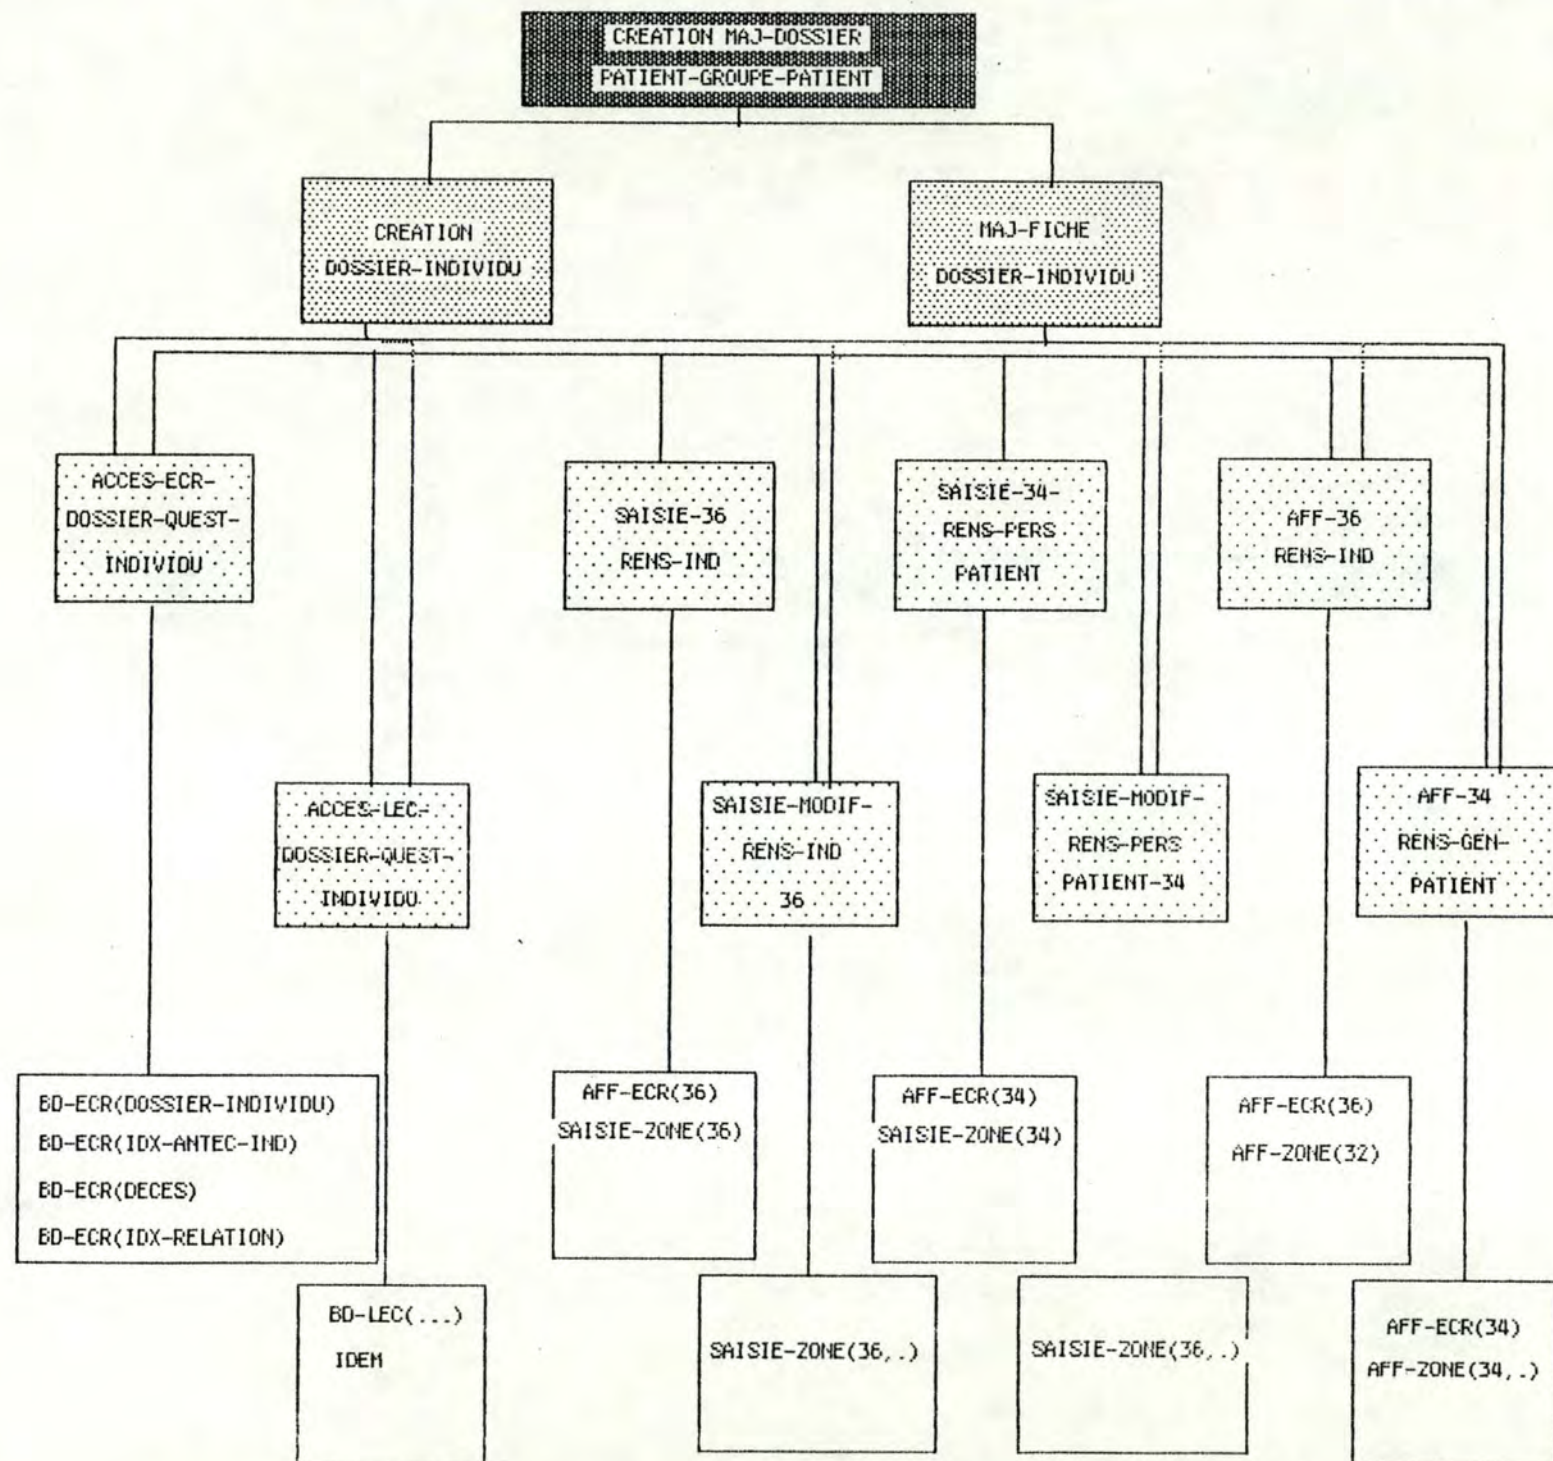 CREATION MAJ-DOSSIER
PATIENT-GROUPE-PATIENT
CREATION
DOSSIER-INDIVIDU
MAJ-FICHE
DOSSIER-INDIVIDU
ACCES-ECR-
DOSSIER-QUEST-
INDIVIDU
SAISIE-36
RENS-IND
SAISIE-34-
RENS-PERS
PATIENT
AFF-36
RENS-IND
ACCES-LEC-
DOSSIER-QUEST-
INDIVIDU
SAISIE-MODIF-
RENS-IND
36
SAISIE-MODIF-
RENS-PERS
PATIENT-34
AFF-34
RENS-GEN-
PATIENT
BD-ECR(DOSSIER-INDIVIDU)
BD-ECR(IDX-ANTEC-IND)
BD-ECR(DECES)
BD-ECR(IDX-RELATION)
AFF-ECR(36)
SAISIE-ZONE(36)
AFF-ECR(34)
SAISIE-ZONE(34)
AFF-ECR(36)
AFF-ZONE(32)
BD-LEC(...)
IDEM
SAISIE-ZONE(36,.)
SAISIE-ZONE(36,.)
AFF-ECR(34)
AFF-ZONE(34,.)